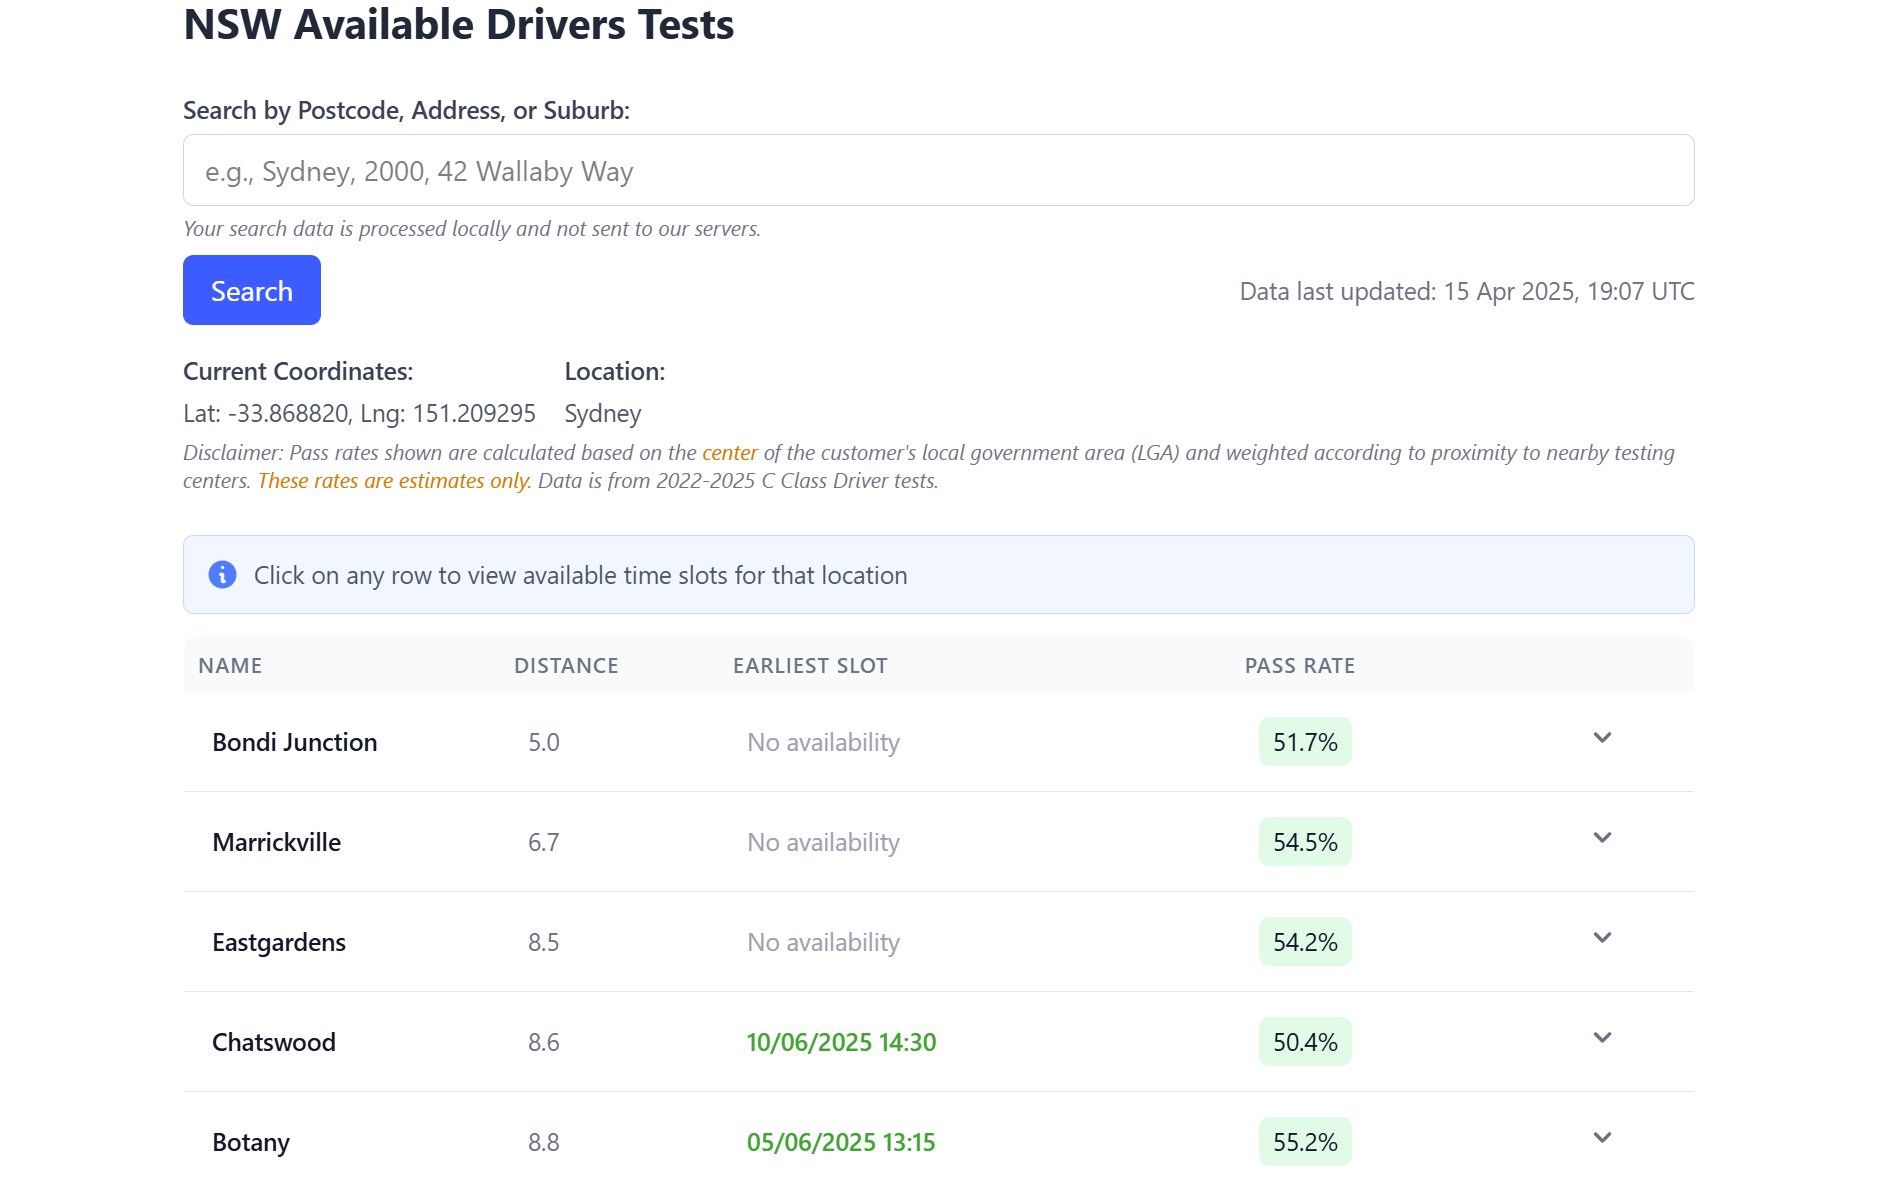 NSW Available Drivers Tests
Search by Postcode, Address, or Suburb:
e.g., Sydney, 2000, 42 Wallaby Way
Your search data is processed locally and not sent to our servers.
Search
Data last updated: 15 Apr 2025, 19:07 UTC
Current Coordinates: Location:
Lat: -33.868820, Lng: 151.209295 Sydney
Disclaimer: Pass rates shown are calculated based on the center of the customer's local government area (LGA) and weighted according to proximity to nearby testing
centers. These rates are estimates only. Data is from 2022-2025 C Class Driver tests.
Click on any row to view available time slots for that location
NAME DISTANCE EARLIEST SLOT PASS RATE
Bondi Junction 5.0 No availability 51.7%
Marrickville 6.7 No availability 54.5%
Eastgardens 8.5 No availability 54.2%
Chatswood 8.6 10/06/2025 14:30 50.4%
Botany 8.8 05/06/2025 13:15 55.2%